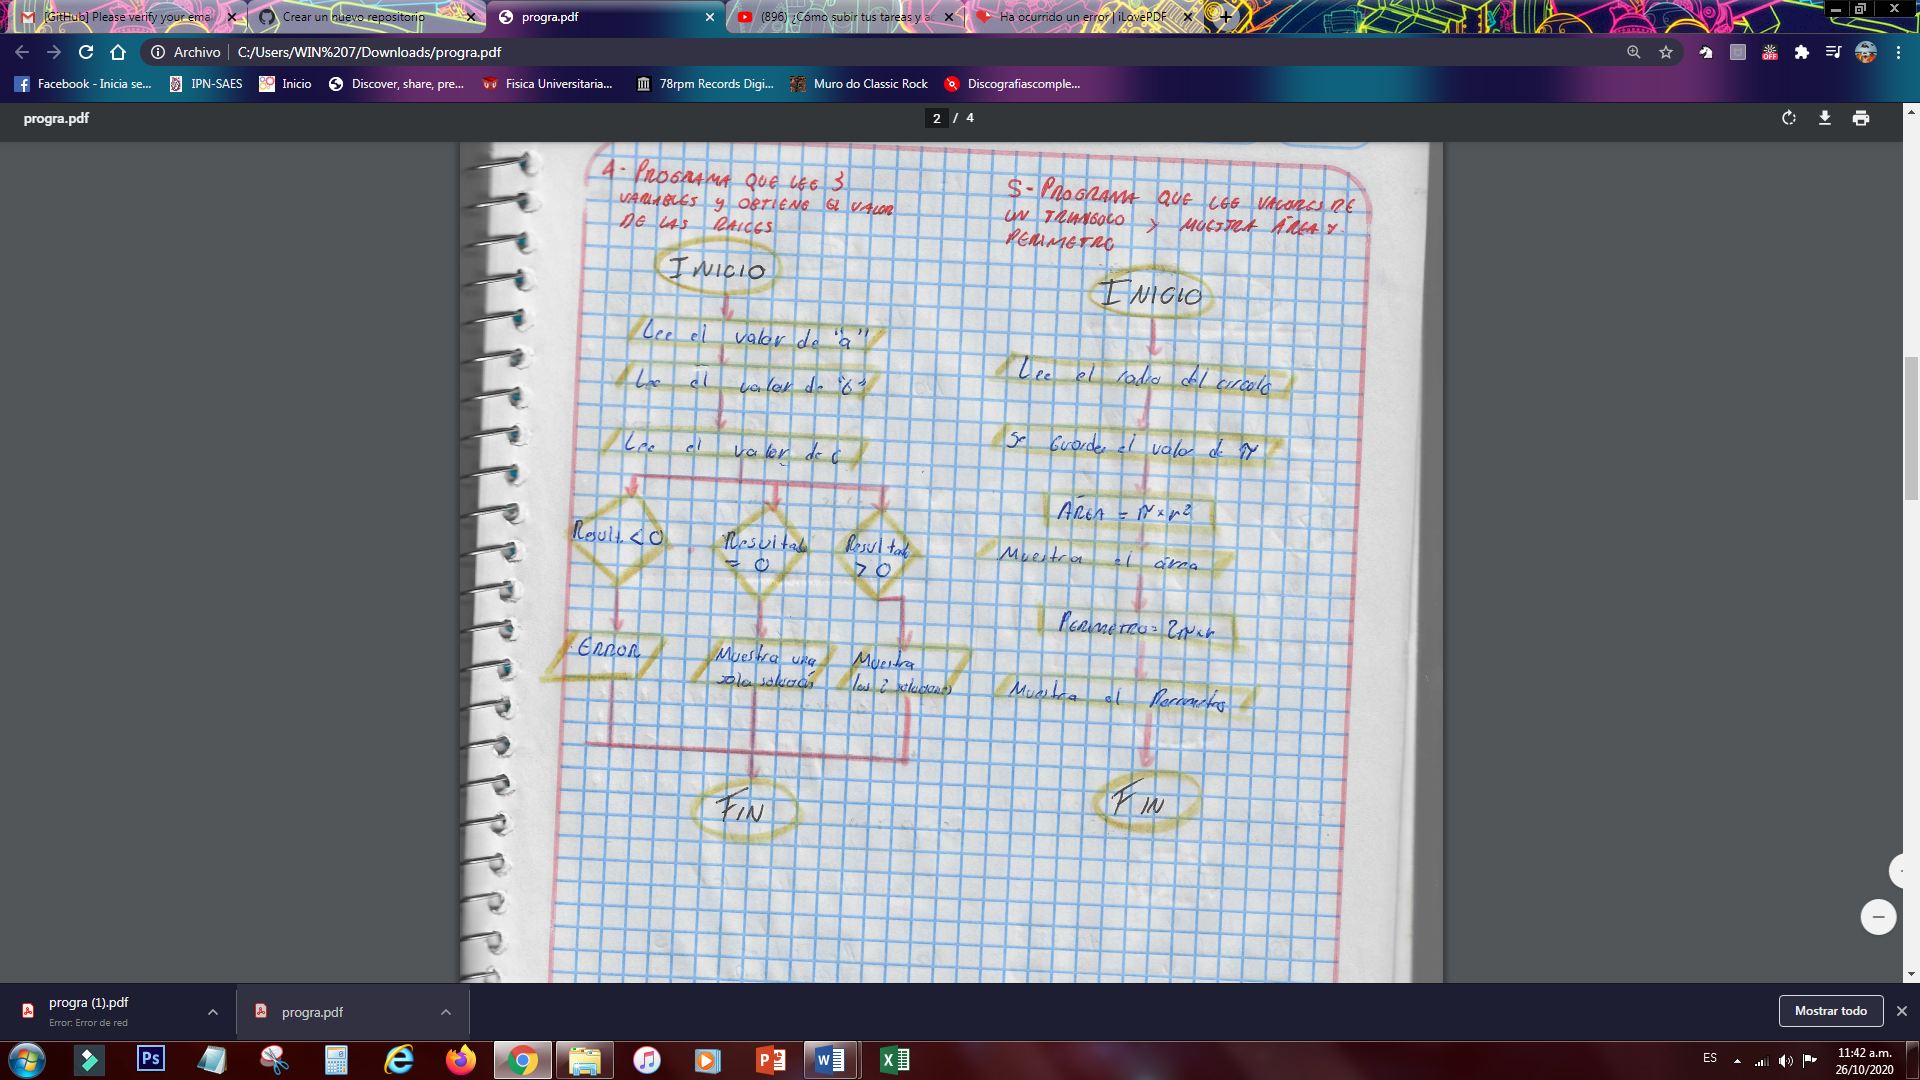 [GitHub] Please verify your emai
Crear un nuevo repositorio
progra.pdf
(896) ¿Cómo subir tus tareas y ac
Ha ocurrido un error | iLovePDF
Archivo
C:/Users/WIN%207/Downloads/progra.pdf
Facebook - Inicia se...
IPN-SAES
Inicio
Discover, share, pre...
Fisica Universitaria...
78rpm Records Digi...
Muro do Classic Rock
Discografiascomple...
OFF
progra.pdf
2 / 4
4- PROGRAMA QUE LEE 3
VARIABLES Y OBTIENE EL VALOR
DE LAS RAICES
INICIO
Lee el valor de "a"
Lee el valor de "b"
Lee el valor de c
Result. < 0
Resultado
= 0
Resultado
> 0
ERROR
Muestra una
sola solución
Muestra
las 2 soluciones
FIN
5- PROGRAMA QUE LEE VALORES DE
UN TRIANGULO Y MUESTRA ÁREA Y
PERIMETRO
INICIO
Lee el radio del circulo
Se Guarda el valor de π
ÁREA = π × r²
Muestra el área
PERIMETRO = 2π×r
Muestra el Perimetro
FIN
progra (1).pdf
Error: Error de red
progra.pdf
Mostrar todo
Ps
ES
11:42 a.m.
26/10/2020